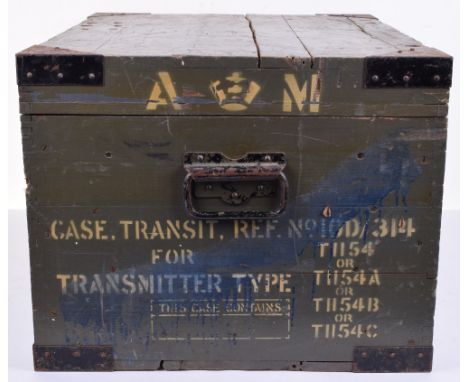 A M
CASE, TRANSIT, REF. Nº 10D/314
FOR
TRANSMITTER TYPE
T1154
OR
T1154A
OR
T1154B
OR
T1154C
THIS CASE CONTAINS